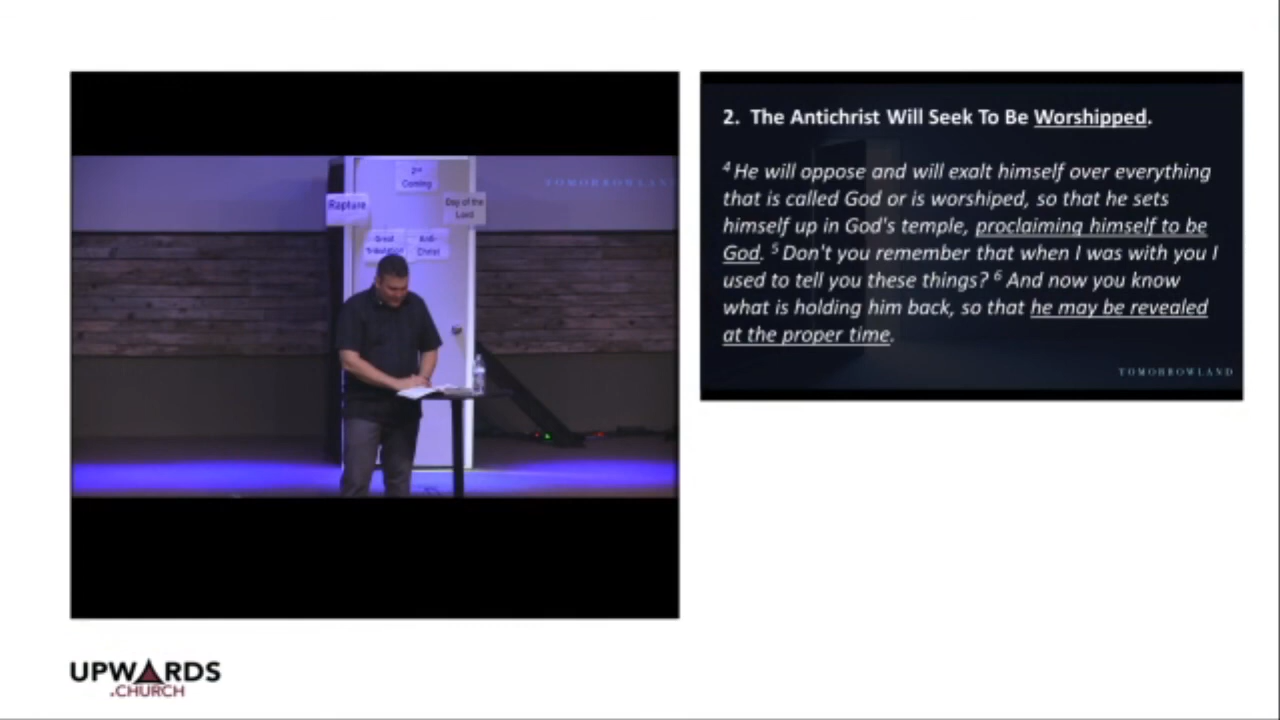 2nd
Coming
TOMORROWLAND
Rapture
Day of the
Lord
Great
Tribulation
Anti-
Christ
2. The Antichrist Will Seek To Be Worshipped.
4 He will oppose and will exalt himself over everything
that is called God or is worshiped, so that he sets
himself up in God's temple, proclaiming himself to be
God. 5 Don't you remember that when I was with you I
used to tell you these things? 6 And now you know
what is holding him back, so that he may be revealed
at the proper time.
TOMORROWLAND
UPWARDS
.CHURCH